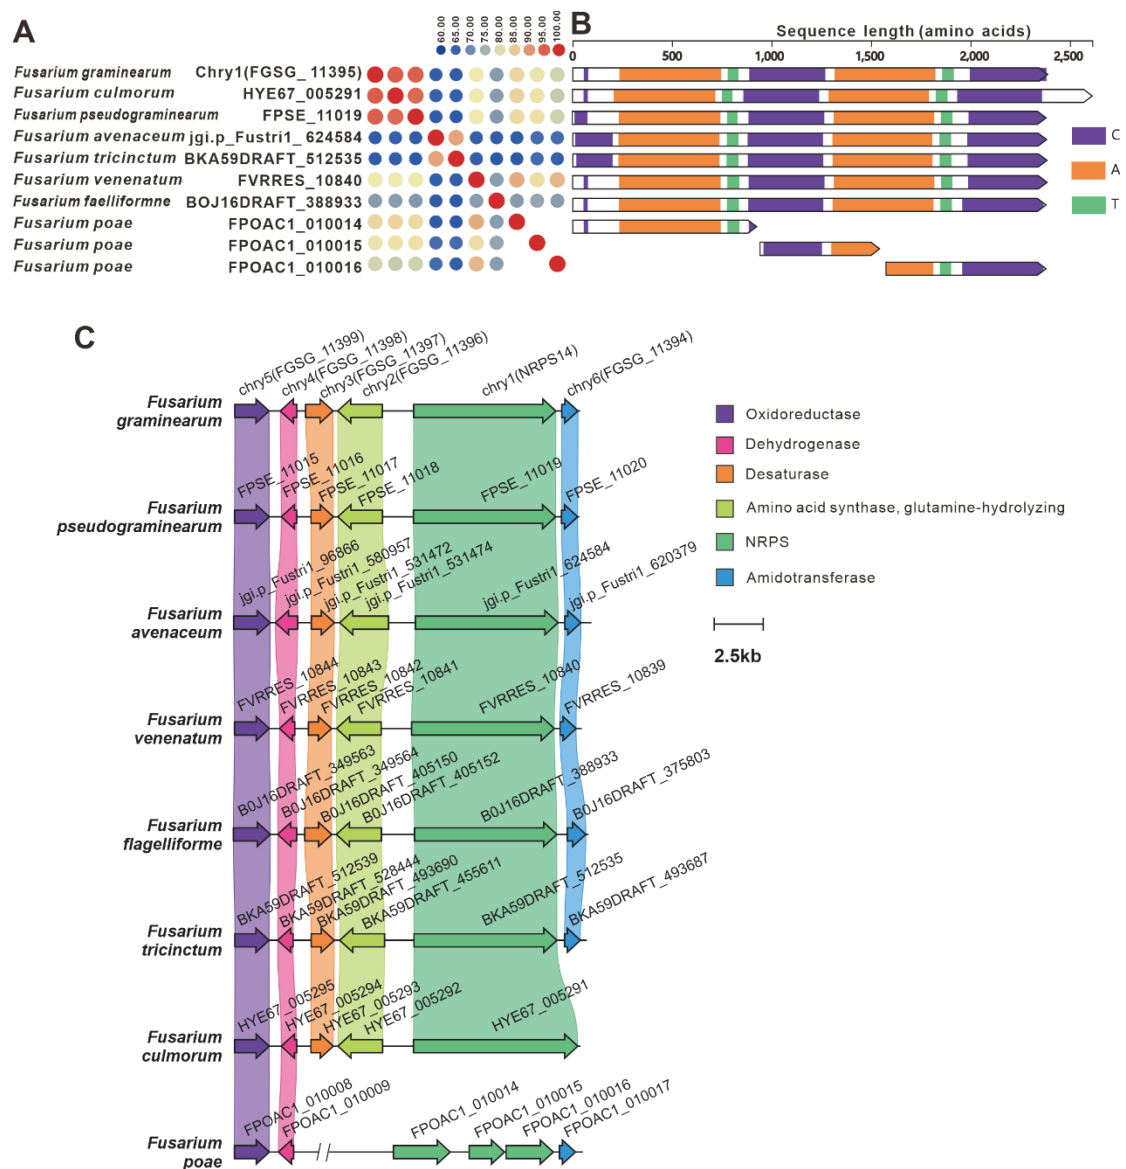 A
60.00 65.00 70.00 75.00 80.00 85.00 90.00 95.00 100.00
Fusarium graminearum Chry1(FGSG_11395)
Fusarium culmorum HYE67_005291
Fusarium pseudograminearum FPSE_11019
Fusarium avenaceum jgi.p_Fustri1_624584
Fusarium tricinctum BKA59DRAFT_512535
Fusarium venenatum FVRRES_10840
Fusarium faelliformne BOJ16DRAFT_388933
Fusarium poae FPOAC1_010014
Fusarium poae FPOAC1_010015
Fusarium poae FPOAC1_010016
B
Sequence length (amino acids)
0 500 1,000 1,500 2,000 2,500
C
A
T
C
chry5(FGSG_11399) chry4(FGSG_11398) chry3(FGSG_11397) chry2(FGSG_11396) chry1(NRPS14) chry6(FGSG_11394)
Fusarium
graminearum
FPSE_11015 FPSE_11016 FPSE_11017 FPSE_11018 FPSE_11019 FPSE_11020
Fusarium
pseudograminearum
jgi.p_Fustri1_96866 jgi.p_Fustri1_580957 jgi.p_Fustri1_531472 jgi.p_Fustri1_531474 jgi.p_Fustri1_624584 jgi.p_Fustri1_620379
Fusarium
avenaceum
FVRRES_10844 FVRRES_10843 FVRRES_10842 FVRRES_10841 FVRRES_10840 FVRRES_10839
Fusarium
venenatum
B0J16DRAFT_349563 B0J16DRAFT_349564 B0J16DRAFT_405150 B0J16DRAFT_405152 B0J16DRAFT_388933 B0J16DRAFT_375803
Fusarium
flagelliforme
BKA59DRAFT_512539 BKA59DRAFT_528444 BKA59DRAFT_493690 BKA59DRAFT_455611 BKA59DRAFT_512535 BKA59DRAFT_493687
Fusarium
tricinctum
HYE67_005295 HYE67_005294 HYE67_005293 HYE67_005292 HYE67_005291
Fusarium
culmorum
FPOAC1_010008 FPOAC1_010009 FPOAC1_010014 FPOAC1_010015 FPOAC1_010016 FPOAC1_010017
Fusarium
poae
Oxidoreductase
Dehydrogenase
Desaturase
Amino acid synthase, glutamine-hydrolyzing
NRPS
Amidotransferase
2.5kb